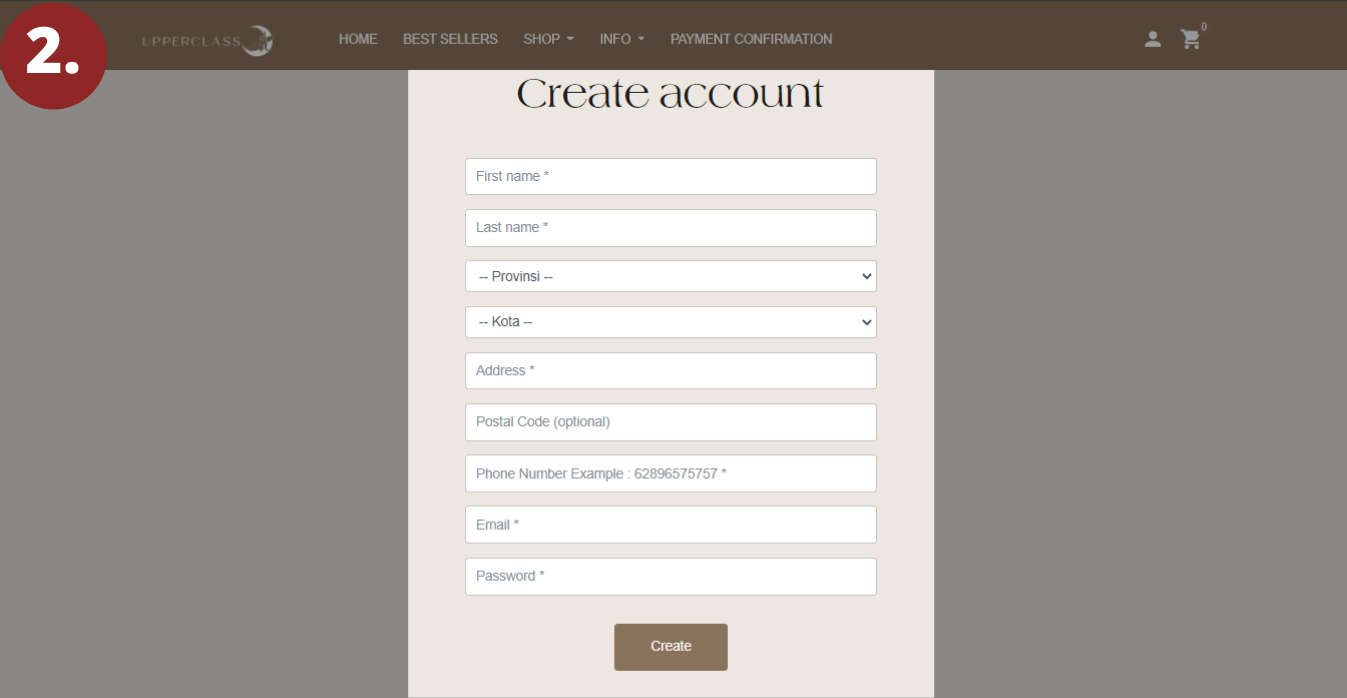 2.
UPPERCLASS
HOME BEST SELLERS SHOP INFO PAYMENT CONFIRMATION
0
Create account
First name *
Last name *
-- Provinsi --
-- Kota --
Address *
Postal Code (optional)
Phone Number Example : 62896575757 *
Email *
Password *
Create